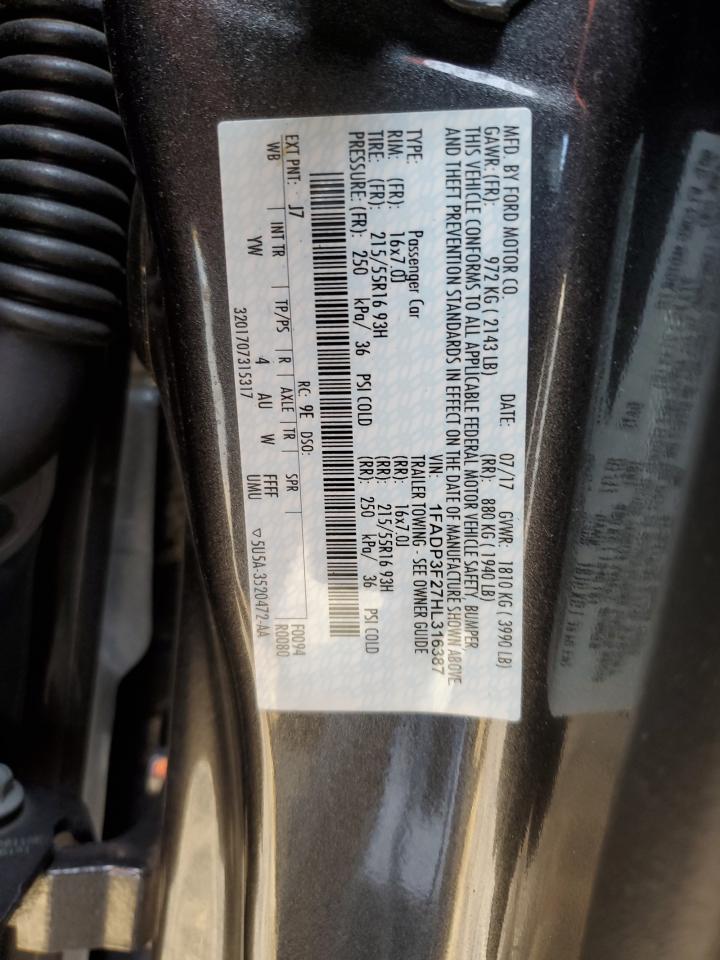 MFD. BY FORD MOTOR CO. DATE: 07/17 GVWR: 1810 KG ( 3990 LB)
GAWR: (FR): 972 KG ( 2143 LB) (RR): 880 KG ( 1940 LB)
THIS VEHICLE CONFORMS TO ALL APPLICABLE FEDERAL MOTOR VEHICLE SAFETY, BUMPER
AND THEFT PREVENTION STANDARDS IN EFFECT ON THE DATE OF MANUFACTURE SHOWN ABOVE
VIN: 1FADP3F27HL316387
TYPE: Passenger Car TRAILER TOWING - SEE OWNER GUIDE
RIM: (FR): 16x7.0J (RR): 16x7.0J
TIRE: (FR): 215/55R16 93H (RR): 215/55R16 93H
PRESSURE: (FR): 250 kPa/ 36 PSI COLD (RR): 250 kPa/ 36 PSI COLD
RC: 9E DSO: F0094
EXT PNT: J7 R0080
WB INT TR TP/PS R AXLE TR SPR
YW 4 AU W FFFF
UMU
3201707315317 ▽5U5A-3520472-AA